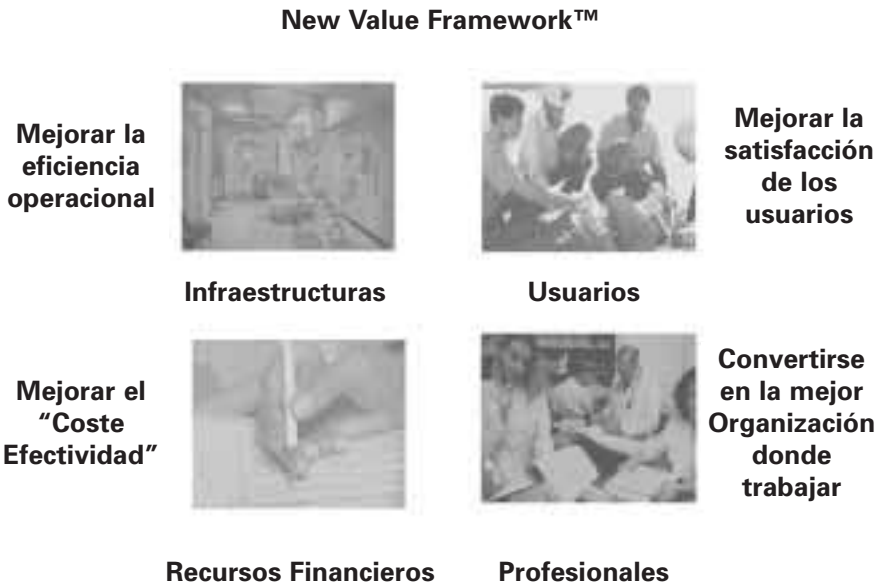 New Value Framework™
Mejorar la
eficiencia
operacional
Mejorar la
satisfacción
de los
usuarios
Infraestructuras
Usuarios
Mejorar el
“Coste
Efectividad”
Convertirse
en la mejor
Organización
donde
trabajar
Recursos Financieros
Profesionales